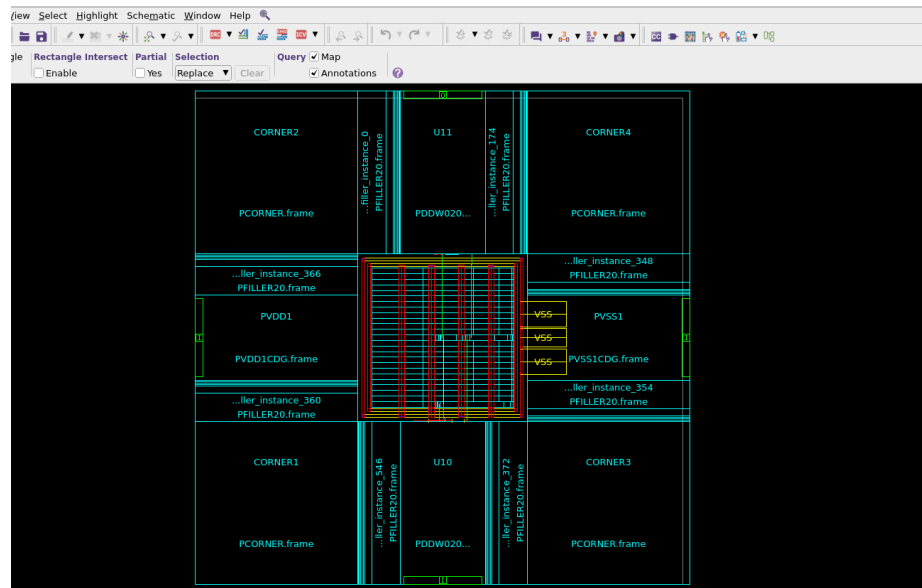 View Select Highlight Schematic Window Help
DRC ICV
gle Rectangle Intersect Partial Selection Query Map
Enable Yes Replace Clear Annotations ?
CORNER2
...filler_instance_0
PFILLER20.frame
U11
...ller_instance_174
PFILLER20.frame
CORNER4
PCORNER.frame
PDDW020...
PCORNER.frame
...ller_instance_366
PFILLER20.frame
...ller_instance_348
PFILLER20.frame
PVDD1
VSS
PVSS1
VSS
PVDD1CDG.frame
VSS
PVSS1CDG.frame
...ller_instance_360
PFILLER20.frame
...ller_instance_354
PFILLER20.frame
CORNER1
...ller_instance_546
PFILLER20.frame
U10
...ller_instance_372
PFILLER20.frame
CORNER3
PCORNER.frame
PDDW020...
PCORNER.frame